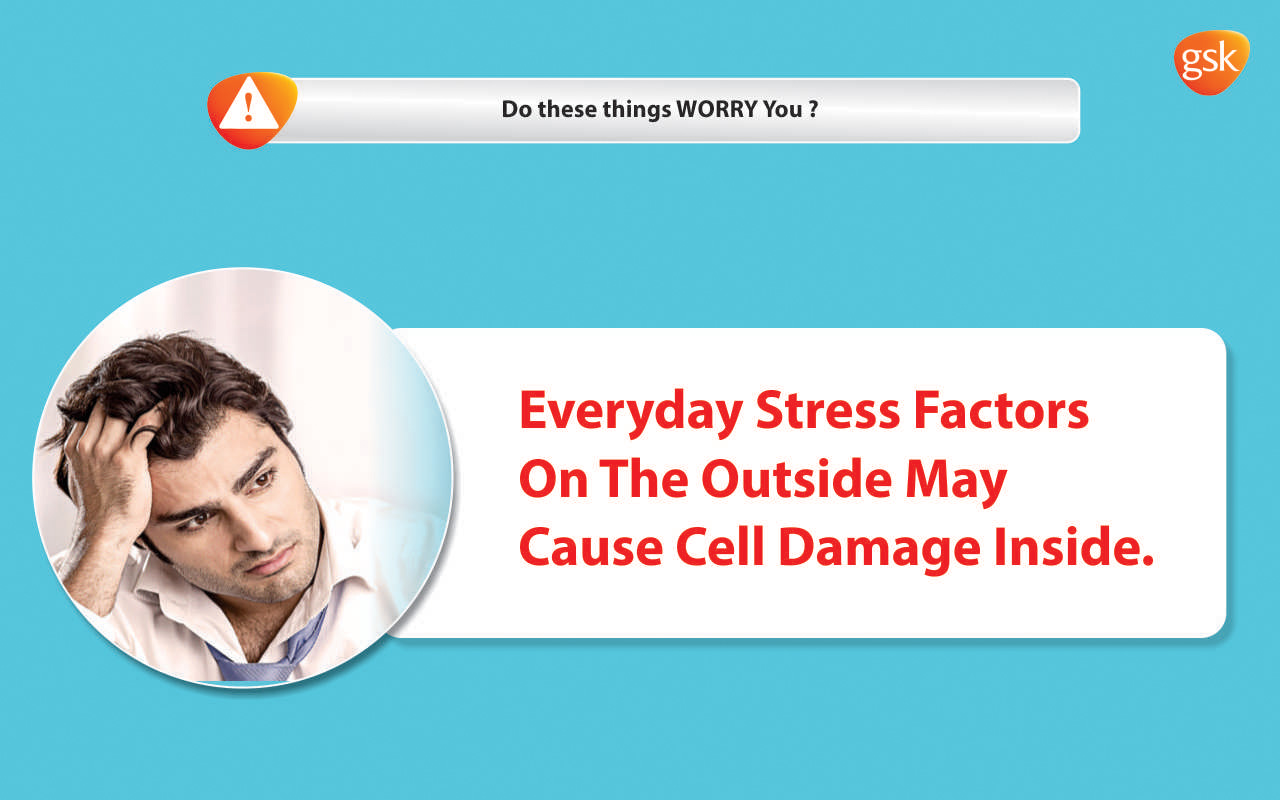 gsk
!
Do these things WORRY You ?
Everyday Stress Factors
On The Outside May
Cause Cell Damage Inside.